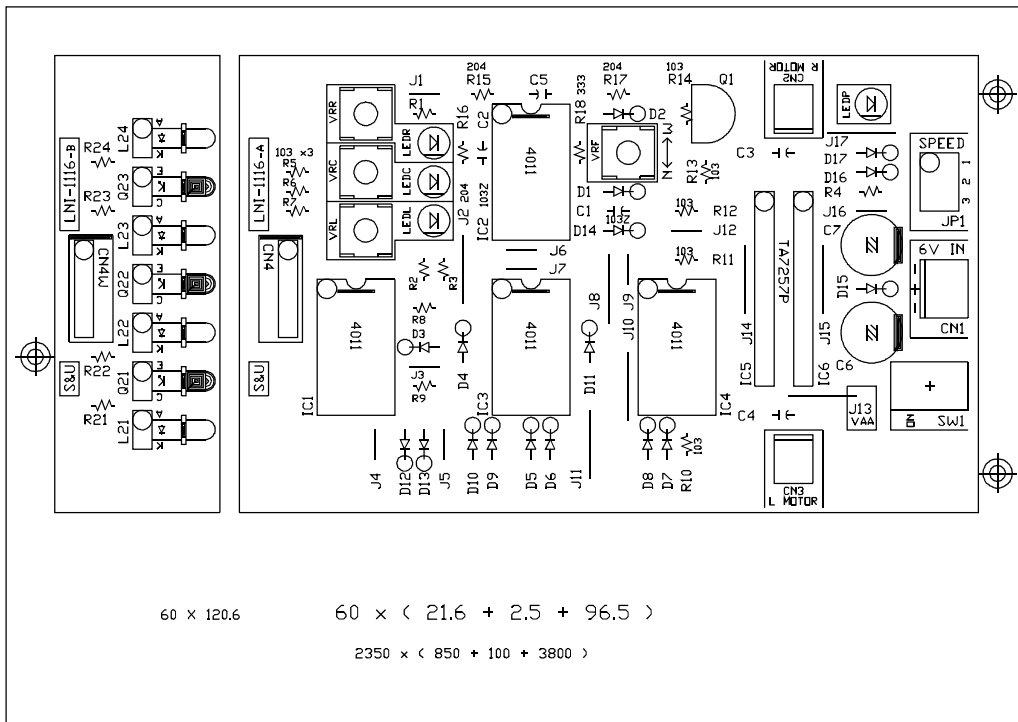 L24
R24
LNI-1116-B
Q23
R23
L23
CN4W
Q22
L22
R22
U&S
Q21
R21
L21
A
K
E
C
A
K
E
C
A
K
E
C
A
K
LNI-1116-A
103 x3
R5
R6
R7
CN4
U&S
VRR
VRC
VRL
J1
R1
LEDR
LEDC
LEDL
204
R15
R16
C2
204
103Z
J2
IC2
4011
C5
333
R18
204
R17
D2
VRF
N
W
D1
C1
103Z
D14
103
R14
Q1
R13
103
103
R12
J12
103
R11
R MOTOR
CN2
C3
LEDP
J17
D17
D16
R4
J16
C7
SPEED
1
2
3
JP1
6V IN
+
-
CN1
D15
C6
J15
J14
TA7257P
IC5
IC6
C4
J13
VAA
+
ON
SW1
CN3
L MOTOR
J6
J7
J8
J9
J10
R2
R3
R8
D3
J3
R9
4011
IC1
D4
4011
IC3
D11
4011
IC4
J4
D12
D13
J5
D10
D9
D5
D6
J11
D8
D7
R10
103
60 x 120.6
60 x ( 21.6 + 2.5 + 96.5 )
2350 x ( 850 + 100 + 3800 )